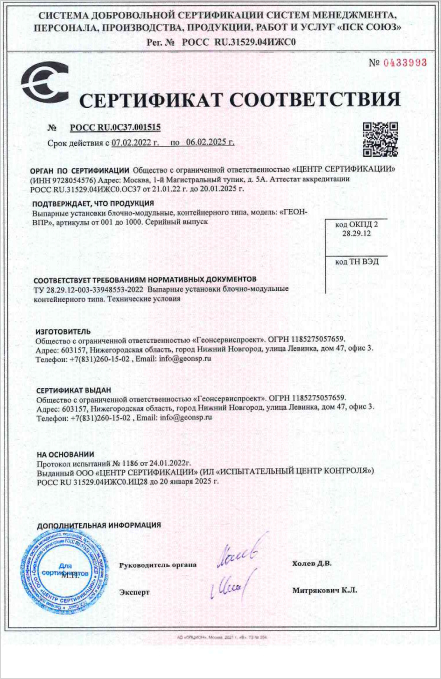 СИСТЕМА ДОБРОВОЛЬНОЙ СЕРТИФИКАЦИИ СИСТЕМ МЕНЕДЖМЕНТА,
ПЕРСОНАЛА, ПРОИЗВОДСТВА, ПРОДУКЦИИ, РАБОТ И УСЛУГ «ПСК СОЮЗ»
Рег. № РОСС RU.31529.04ИЖС0
№ 0433993
СЕРТИФИКАТ СООТВЕТСТВИЯ
№ РОСС RU.0С37.001515
Срок действия с 07.02.2022 г. по 06.02.2025 г.
ОРГАН ПО СЕРТИФИКАЦИИ Общество с ограниченной ответственностью «ЦЕНТР СЕРТИФИКАЦИИ»
(ИНН 9728054576) Адрес: Москва, 1-й Магистральный тупик, д. 5А. Аттестат аккредитации
РОСС RU.31529.04ИЖС0.ОС37 от 21.01.22 г. до 20.01.2025 г.
ПОДТВЕРЖДАЕТ, ЧТО ПРОДУКЦИЯ
Выпарные установки блочно-модульные, контейнерного типа, модель: «ГЕОН-
ВПР», артикулы от 001 до 1000. Серийный выпуск
код ОКПД 2
28.29.12
код ТН ВЭД
СООТВЕТСТВУЕТ ТРЕБОВАНИЯМ НОРМАТИВНЫХ ДОКУМЕНТОВ
ТУ 28.29.12-003-33948553-2022 Выпарные установки блочно-модульные
контейнерного типа. Технические условия
ИЗГОТОВИТЕЛЬ
Общество с ограниченной ответственностью «Геонсервиспроект». ОГРН 1185275057659.
Адрес: 603157, Нижегородская область, город Нижний Новгород, улица Левинка, дом 47, офис 3.
Телефон: +7(831)260-15-02 , Email: info@geonsp.ru
СЕРТИФИКАТ ВЫДАН
Общество с ограниченной ответственностью «Геонсервиспроект». ОГРН 1185275057659.
Адрес: 603157, Нижегородская область, город Нижний Новгород, улица Левинка, дом 47, офис 3.
Телефон: +7(831)260-15-02 , Email: info@geonsp.ru
НА ОСНОВАНИИ
Протокол испытаний № 1186 от 24.01.2022г.
Выданный ООО «ЦЕНТР СЕРТИФИКАЦИИ» (ИЛ «ИСПЫТАТЕЛЬНЫЙ ЦЕНТР КОНТРОЛЯ»)
РОСС RU 31529.04ИЖС0.ИЦ28 до 20 января 2025 г.
ДОПОЛНИТЕЛЬНАЯ ИНФОРМАЦИЯ
Для
сертификатов
М.П.
Руководитель органа
Холев Д.В.
Эксперт
Митрякович К.Л.